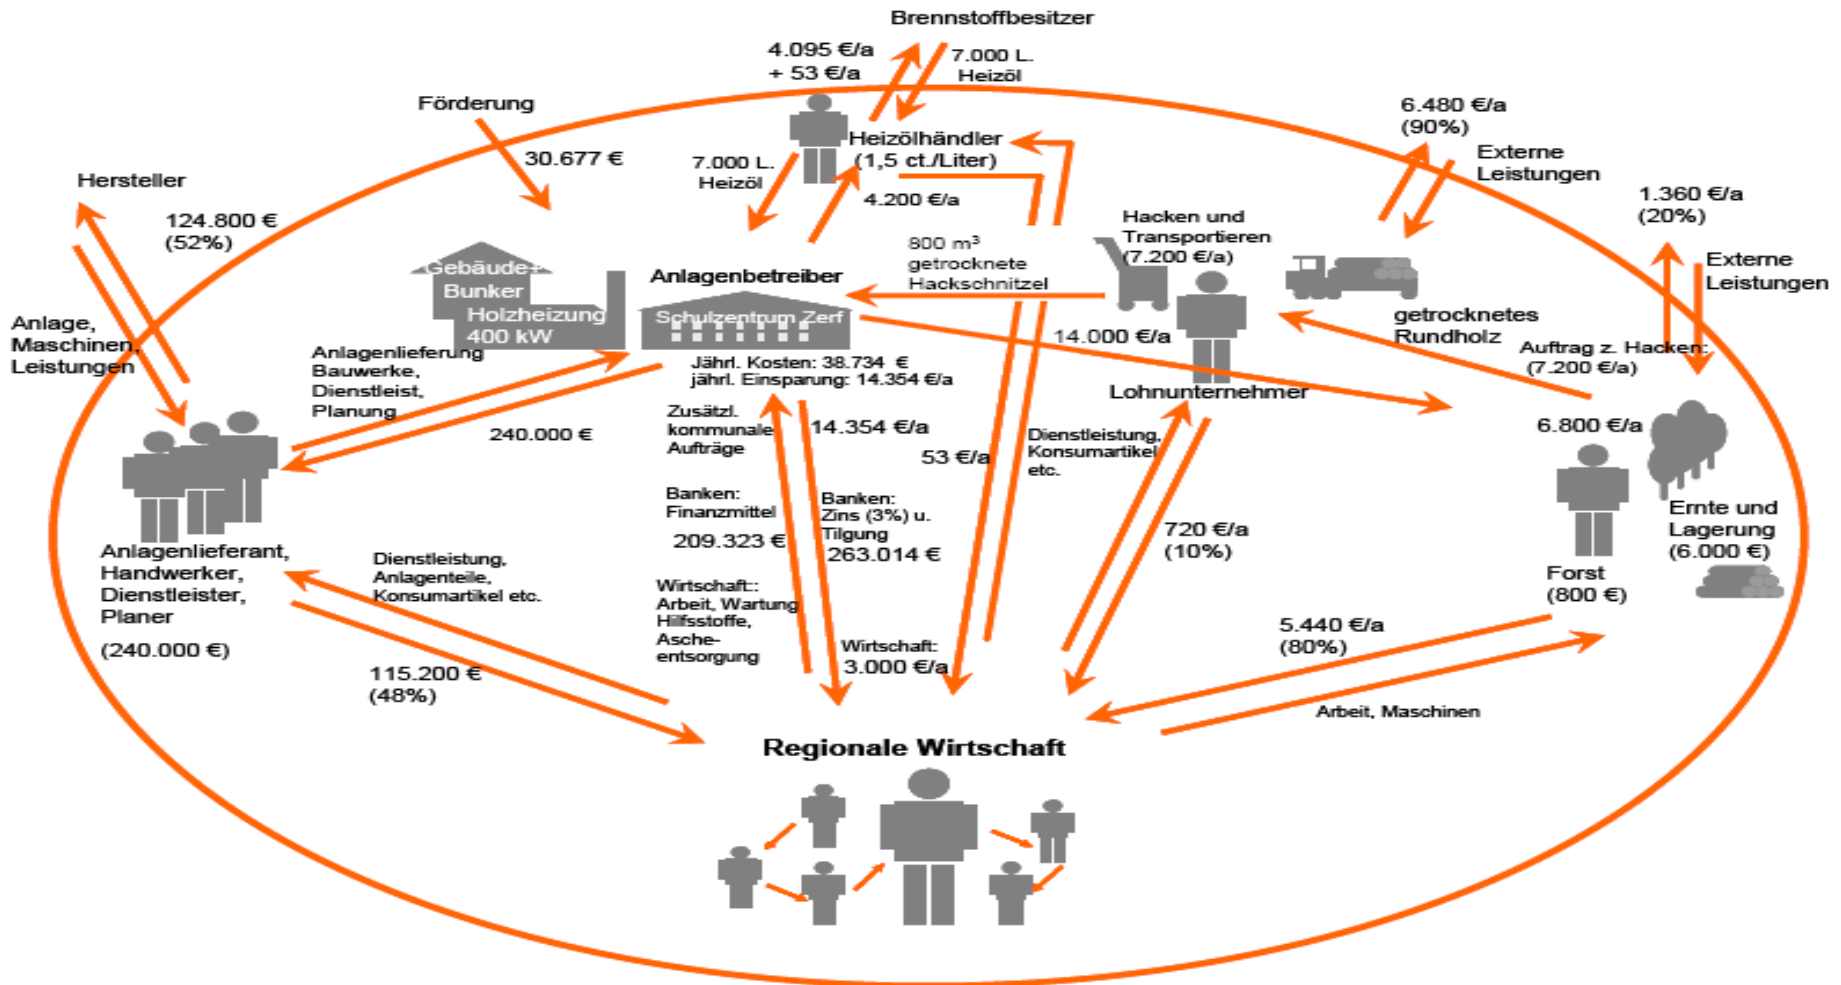 Brennstoffbesitzer
4.095 €/a
+ 53 €/a
7.000 L.
Heizöl
Förderung
30.677 €
Heizölhändler
(1,5 ct./Liter)
7.000 L.
Heizöl
4.200 €/a
6.480 €/a
(90%)
Externe
Leistungen
1.360 €/a
(20%)
Externe
Leistungen
Hersteller
124.800 €
(52%)
Anlage,
Maschinen,
Leistungen
Gebäude+
Bunker
Holzheizung
400 kW
Anlagenbetreiber
Schulzentrum Zerf
Jährl. Kosten: 38.734 €
jährl. Einsparung: 14.354 €/a
800 m³
getrocknete
Hackschnitzel
Hacken und
Transportieren
(7.200 €/a)
14.000 €/a
Lohnunternehmer
getrocknetes
Rundholz
Auftrag z. Hacken:
(7.200 €/a)
Anlagenlieferung
Bauwerke,
Dienstleist,
Planung
240.000 €
Zusätzl.
kommunale
Aufträge
14.354 €/a
53 €/a
Dienstleistung,
Konsumartikel
etc.
6.800 €/a
Banken:
Finanzmittel
209.323 €
Banken:
Zins (3%) u.
Tilgung
263.014 €
720 €/a
(10%)
Ernte und
Lagerung
(6.000 €)
Forst
(800 €)
Anlagenlieferant,
Handwerker,
Dienstleister,
Planer
(240.000 €)
Dienstleistung,
Anlagenteile,
Konsumartikel etc.
Wirtschaft::
Arbeit, Wartung
Hilfsstoffe,
Asche-
entsorgung
Wirtschaft:
3.000 €/a
5.440 €/a
(80%)
115.200 €
(48%)
Arbeit, Maschinen
Regionale Wirtschaft